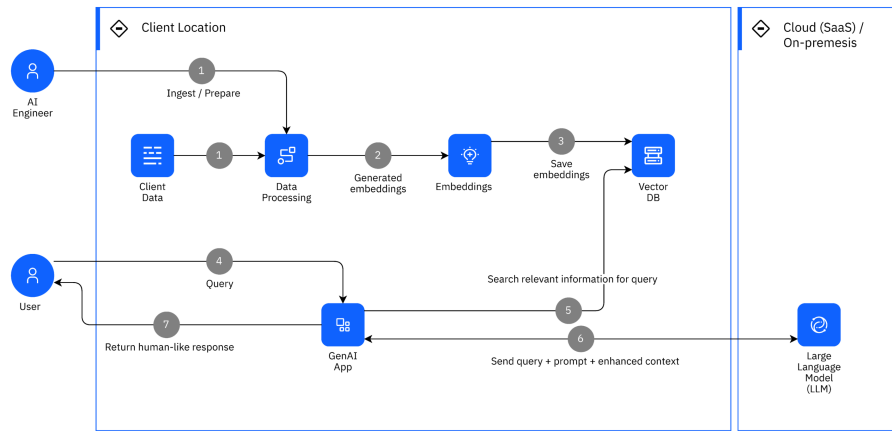 Client Location
Cloud (SaaS) /
On-premesis
1
Ingest / Prepare
AI
Engineer
1
2
3
Client
Data
Data
Processing
Generated
embeddings
Embeddings
Save
embeddings
Vector
DB
4
Query
Search relevant information for query
User
5
7
Return human-like response
6
Send query + prompt + enhanced context
GenAI
App
Large
Language
Model
(LLM)